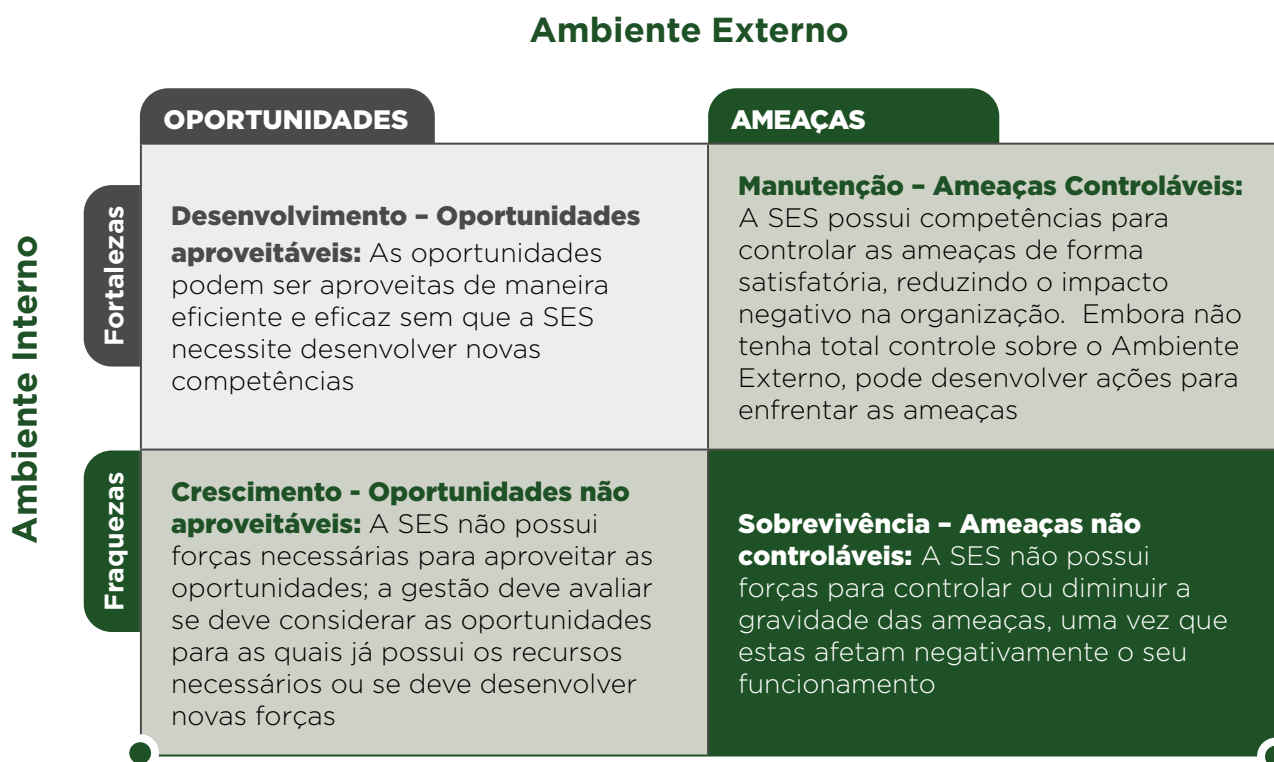 Ambiente Externo
OPORTUNIDADES
AMEAÇAS
Ambiente Interno
Fortalezas
Desenvolvimento – Oportunidades
aproveitáveis: As oportunidades
podem ser aproveitas de maneira
eficiente e eficaz sem que a SES
necessite desenvolver novas
competências
Manutenção – Ameaças Controláveis:
A SES possui competências para
controlar as ameaças de forma
satisfatória, reduzindo o impacto
negativo na organização. Embora não
tenha total controle sobre o Ambiente
Externo, pode desenvolver ações para
enfrentar as ameaças
Fraquezas
Crescimento - Oportunidades não
aproveitáveis: A SES não possui
forças necessárias para aproveitar as
oportunidades; a gestão deve avaliar
se deve considerar as oportunidades
para as quais já possui os recursos
necessários ou se deve desenvolver
novas forças
Sobrevivência – Ameaças não
controláveis: A SES não possui
forças para controlar ou diminuir a
gravidade das ameaças, uma vez que
estas afetam negativamente o seu
funcionamento